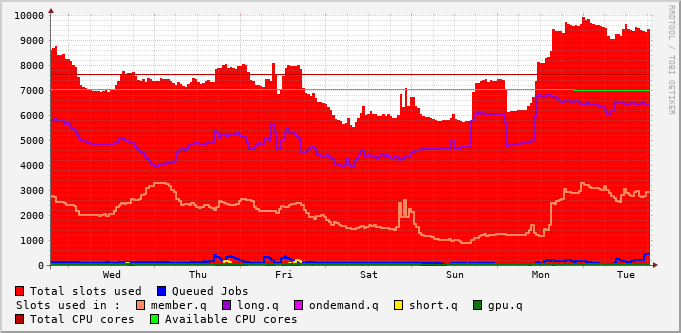 10000
9000
8000
7000
6000
5000
4000
3000
2000
1000
0
Wed Thu Fri Sat Sun Mon Tue
Total slots used Queued Jobs
Slots used in : member.q long.q ondemand.q short.q gpu.q
Total CPU cores Available CPU cores
RRDTOOL / TOBI OETIKER